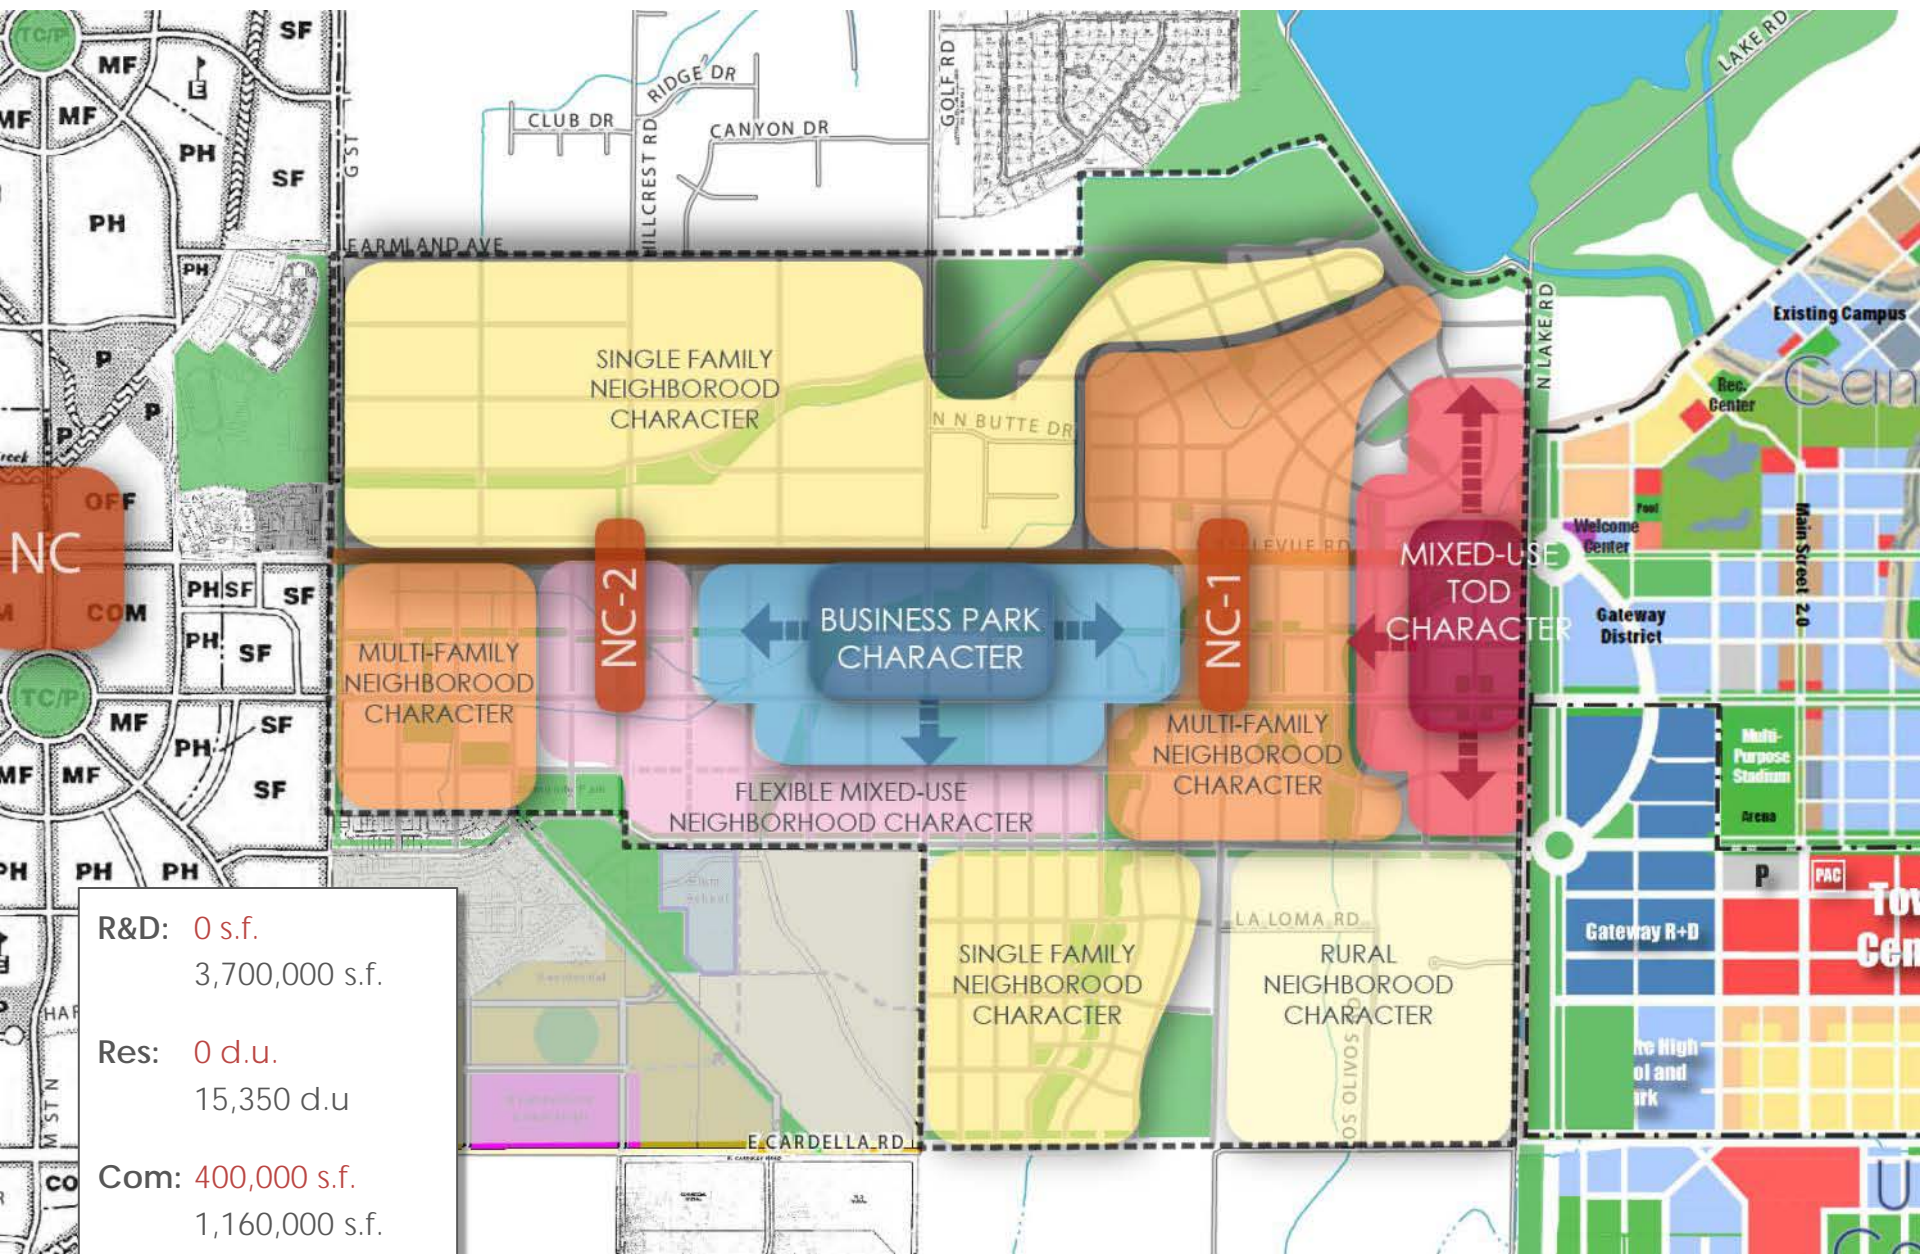 TC/P
SF
MF
E
MF
MF
PH
SF
PH
PH
G ST
CLUB DR
RIDGE DR
HILLCREST RD
CANYON DR
GOLF RD
LAKE RD
FARMLAND AVE
N LAKE RD
P
P
P
OFF
NC
COM
PH
SF
SF
PH
SF
TC/P
MF
SF
PH
MF
MF
SF
PH
PH
PH
SINGLE FAMILY
NEIGHBOROOD
CHARACTER
N N BUTTE DR
MULTI-FAMILY
NEIGHBOROOD
CHARACTER
NC-2
BUSINESS PARK
CHARACTER
NC-1
MIXED-USE
TOD
CHARACTER
FLEXIBLE MIXED-USE
NEIGHBORHOOD CHARACTER
MULTI-FAMILY
NEIGHBOROOD
CHARACTER
SINGLE FAMILY
NEIGHBOROOD
CHARACTER
LA LOMA RD
RURAL
NEIGHBOROOD
CHARACTER
E CARDELLA RD
M ST N
Existing Campus
Rec.
Center
Pool
Welcome
Center
Main Street 2.0
Gateway
District
Multi-
Purpose
Stadium
Arena
P
PAC
Gateway R+D
R&D: 0 s.f.
3,700,000 s.f.
Res: 0 d.u.
15,350 d.u
Com: 400,000 s.f.
1,160,000 s.f.